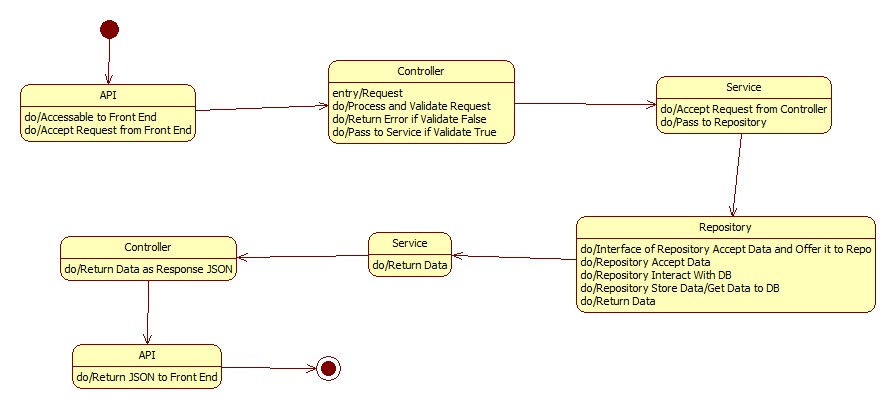 API
do/Accessable to Front End
do/Accept Request from Front End
Controller
entry/Request
do/Process and Validate Request
do/Return Error if Validate False
do/Pass to Service if Validate True
Service
do/Accept Request from Controller
do/Pass to Repository
Repository
do/Interface of Repository Accept Data and Offer it to Repo
do/Repository Accept Data
do/Repository Interact With DB
do/Repository Store Data/Get Data to DB
do/Return Data
Service
do/Return Data
Controller
do/Return Data as Response JSON
API
do/Return JSON to Front End